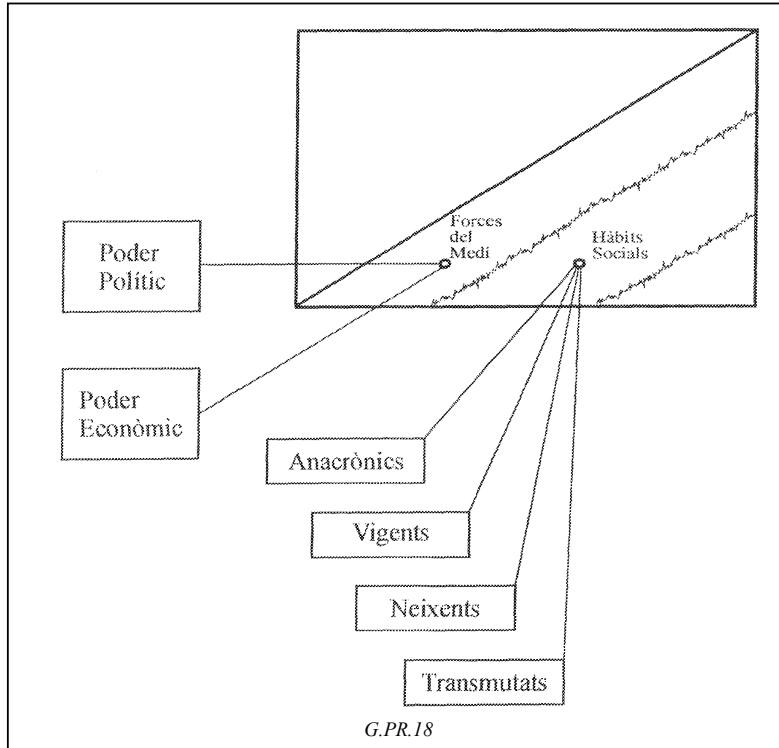 Forces
del
Medi
Hàbits
Socials
Poder
Polític
Poder
Econòmic
Anacrònics
Vigents
Neixents
Transmutats
G.PR.18